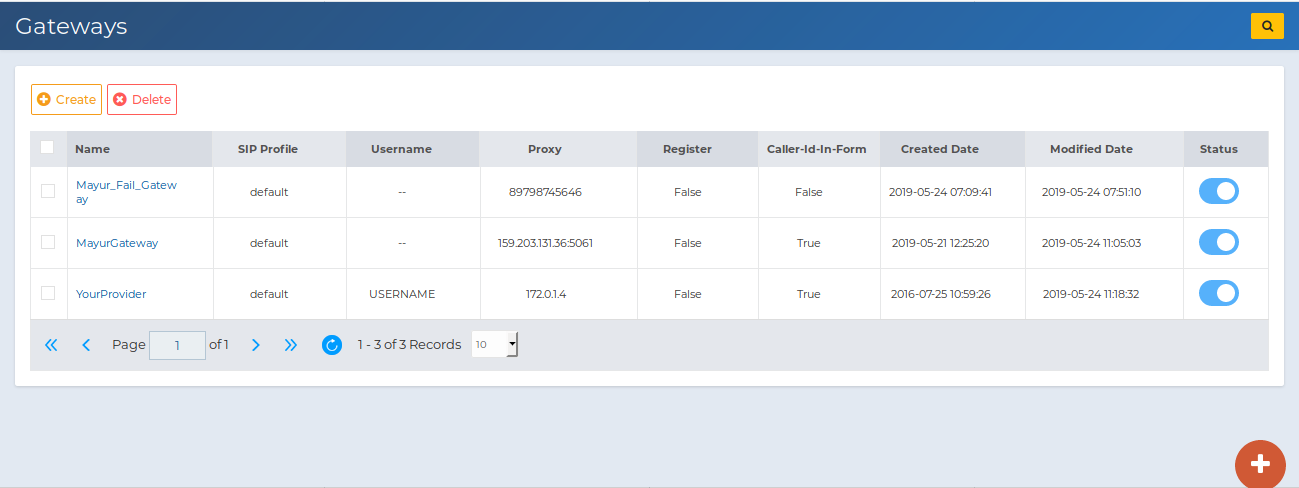 Gateways
Create Delete
Name SIP Profile Username Proxy Register Caller-Id-In-Form Created Date Modified Date Status
Mayur_Fail_Gatew
ay default -- 89798745646 False False 2019-05-24 07:09:41 2019-05-24 07:51:10
MayurGateway default -- 159.203.131.36:5061 False True 2019-05-21 12:25:20 2019-05-24 11:05:03
YourProvider default USERNAME 172.0.1.4 False True 2016-07-25 10:59:26 2019-05-24 11:18:32
Page 1 of 1 1 - 3 of 3 Records 10